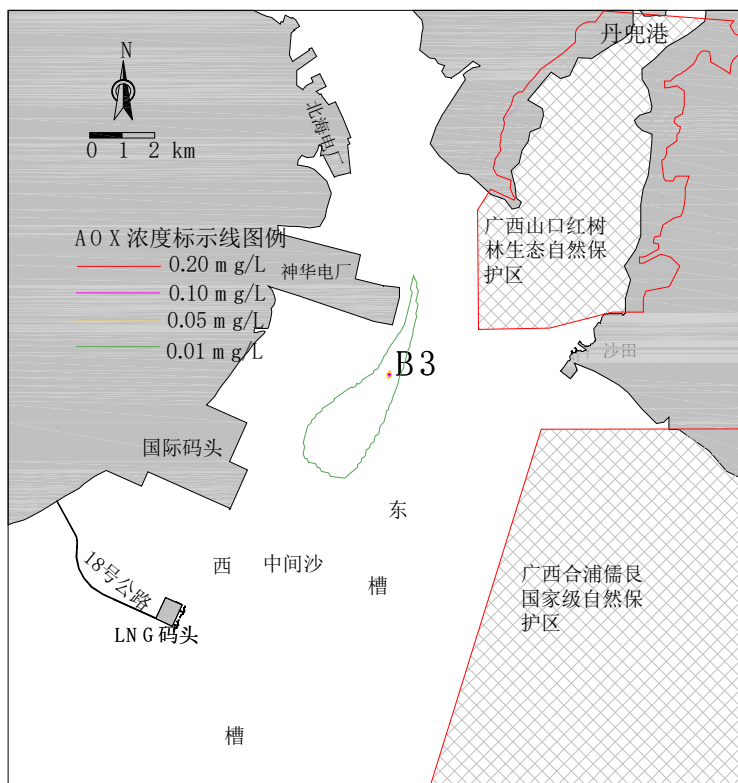 丹兜港
N
北海电厂
0 1 2 km
广西山口红树
林生态自然保
护区
AOX浓度标示线图例
0.20 mg/L
神华电厂
0.10 mg/L
0.05 mg/L
0.01 mg/L
沙田
B3
国际码头
东
西
中间沙
槽
18号公路
广西合浦儒艮
国家级自然保
护区
LNG码头
槽